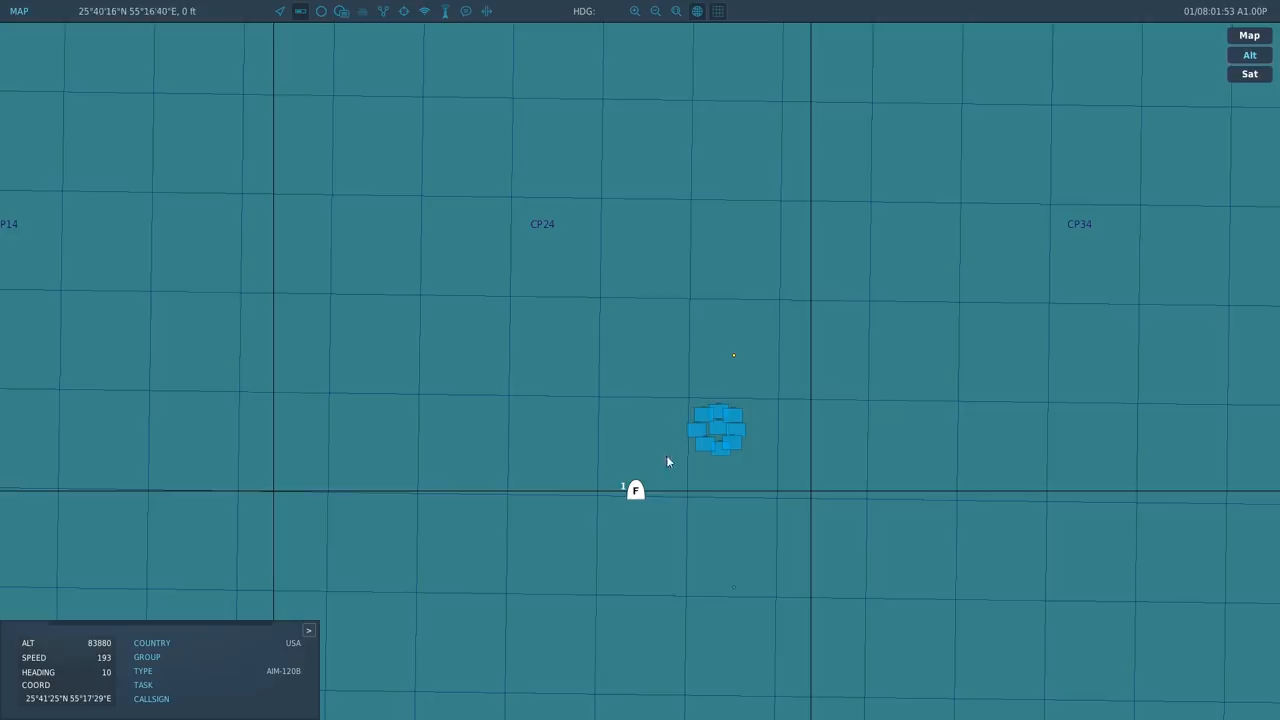 MAP
25°40'16"N 55°16'40"E, 0 ft
HDG:
01/08:01:53 A1.00P
Map
Alt
Sat
P14
CP24
CP34
1
F
>
ALT 83880 COUNTRY USA
SPEED 193 GROUP
HEADING 10 TYPE AIM-120B
COORD TASK
25°41'25"N 55°17'29"E CALLSIGN